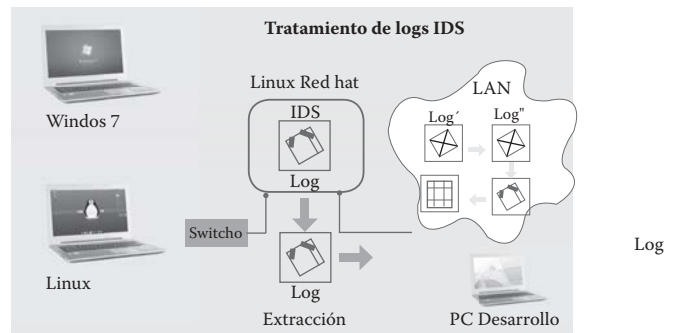 Tratamiento de logs IDS
Windos 7
Linux
Linux Red hat
IDS
Log
Switcho
Log
Extracción
LAN
Log´
Log"
PC Desarrollo
Log